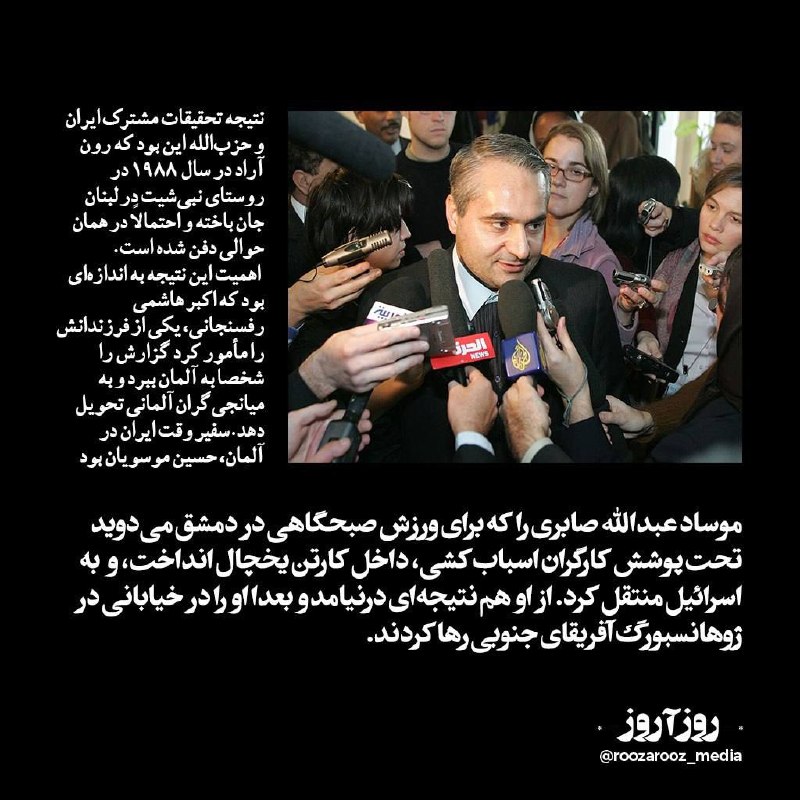 نتیجه تحقیقات مشترک ایران
و حزب‌الله این بود که رون
آراد در سال ۱۹۸۸ در
روستای نبی‌شیت در لبنان
جان باخته و احتمالاً در همان
حوالی دفن شده است.
اهمیت این نتیجه به اندازه‌ای
بود که اکبر هاشمی
رفسنجانی، یکی از فرزندانش
را مأمور کرد گزارش را
شخصاً به آلمان ببرد و به
میانجی گران آلمانی تحویل
دهد.سفیر وقت ایران در
آلمان، حسین موسویان بود
NEWS
موساد عبدالله صابری را که برای ورزش صبحگاهی در دمشق می‌دوید
تحت پوشش کارگران اسباب کشی، داخل کارتن یخچال انداخت، و به
اسرائیل منتقل کرد. از او هم نتیجه‌ای درنیامد و بعدا او را در خیابانی در
ژوهانسبورگ آفریقای جنوبی رها کردند.
* روزآروز *
@roozarooz_media